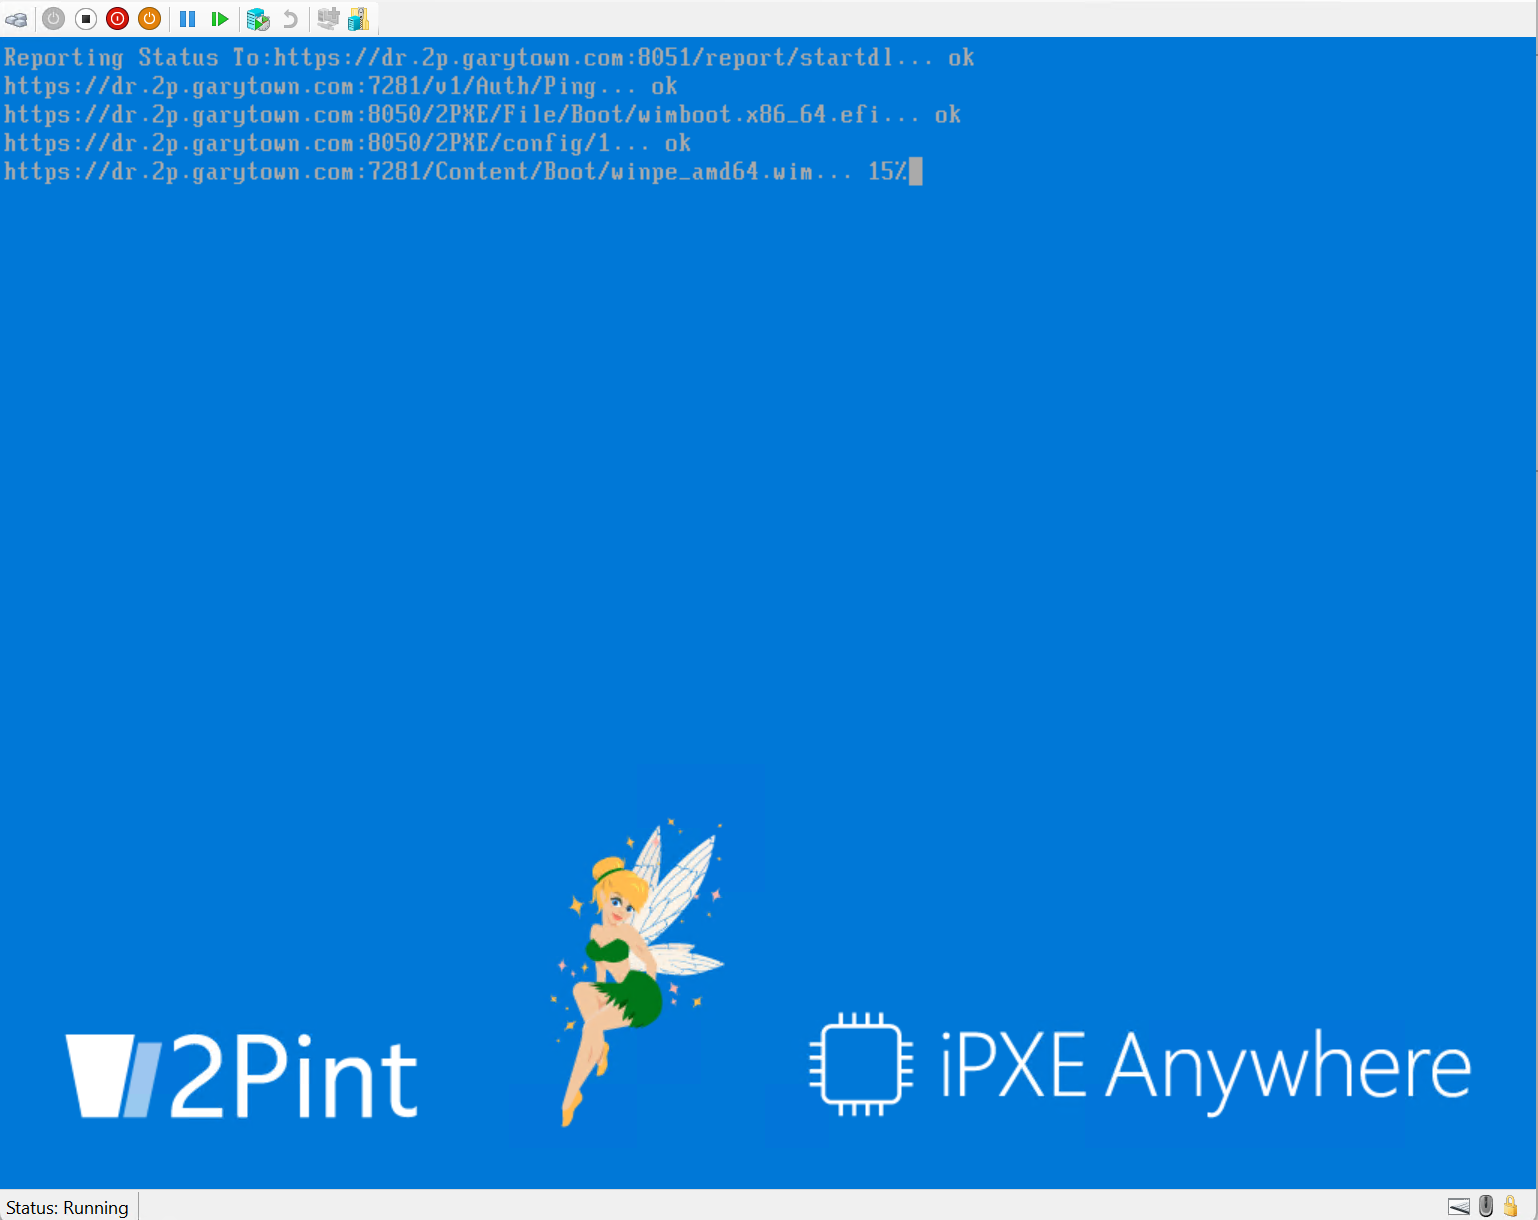 Reporting Status To:https://dr.2p.garytown.com:8051/report/startdl... ok
https://dr.2p.garytown.com:7281/v1/Auth/Ping... ok
https://dr.2p.garytown.com:8050/2PXE/File/Boot/wimboot.x86_64.efi... ok
https://dr.2p.garytown.com:8050/2PXE/config/1... ok
https://dr.2p.garytown.com:7281/Content/Boot/winpe_amd64.wim... 15%
2Pint
iPXE Anywhere
Status: Running